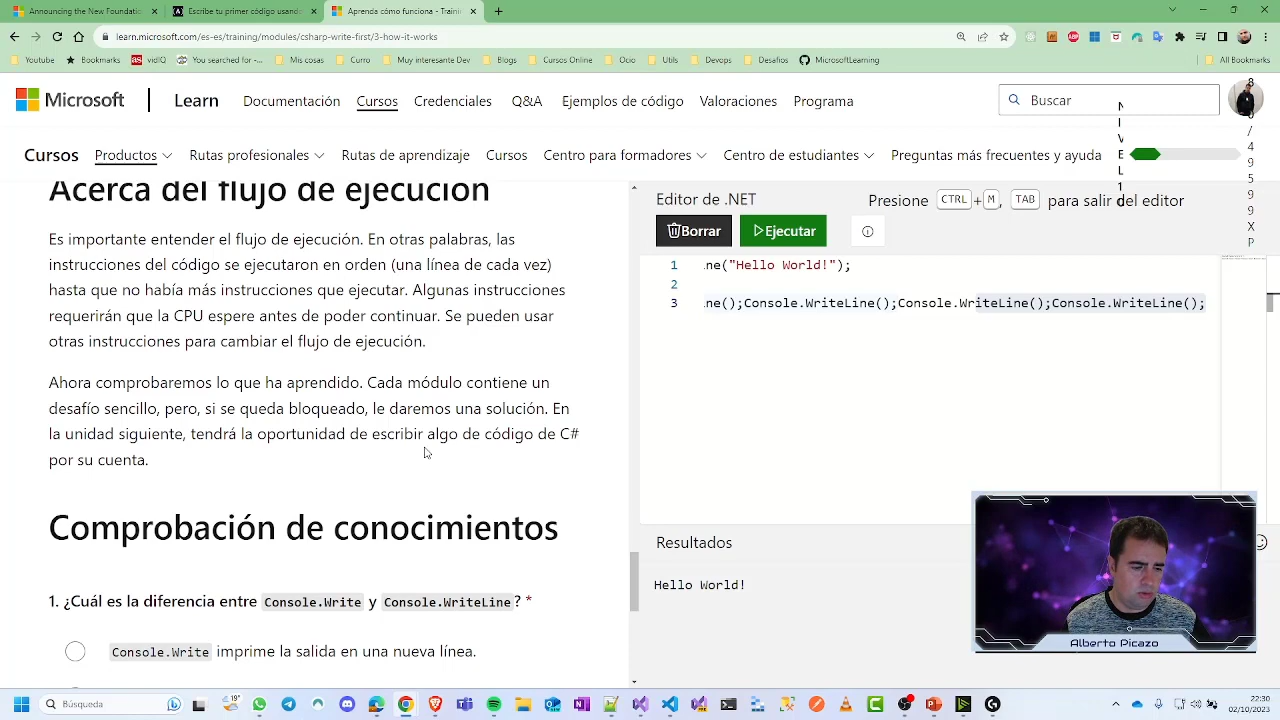 Announcing the New Foundatic
Escribe tu primer código usand
Aprenda cómo funciona - Traini
learn.microsoft.com/es-es/training/modules/csharp-write-first/3-how-it-works
Youtube
Bookmarks
vidIQ
You searched for -...
Mis cosas
Curro
Muy interesante Dev
Blogs
Cursos Online
Ocio
Utils
Devops
Desafíos
MicrosoftLearning
All Bookmarks
Microsoft
Learn
Documentación
Cursos
Credenciales
Q&A
Ejemplos de código
Valoraciones
Programa
Buscar
Cursos
Productos
Rutas profesionales
Rutas de aprendizaje
Cursos
Centro para formadores
Centro de estudiantes
Preguntas más frecuentes y ayuda
Acerca del flujo de ejecución
Es importante entender el flujo de ejecución. En otras palabras, las
instrucciones del código se ejecutaron en orden (una línea de cada vez)
hasta que no había más instrucciones que ejecutar. Algunas instrucciones
requerirán que la CPU espere antes de poder continuar. Se pueden usar
otras instrucciones para cambiar el flujo de ejecución.
Ahora comprobaremos lo que ha aprendido. Cada módulo contiene un
desafío sencillo, pero, si se queda bloqueado, le daremos una solución. En
la unidad siguiente, tendrá la oportunidad de escribir algo de código de C#
por su cuenta.
Comprobación de conocimientos
1. ¿Cuál es la diferencia entre Console.Write y Console.WriteLine? *
Console.Write imprime la salida en una nueva línea.
Editor de .NET
Presione CTRL+M, TAB para salir del editor
Borrar
Ejecutar
1 ne("Hello World!");
2
3 ne();Console.WriteLine();Console.WriteLine();Console.WriteLine();
Resultados
Hello World!
Alberto Picazo
Búsqueda
19°
22:30
02/10/2023